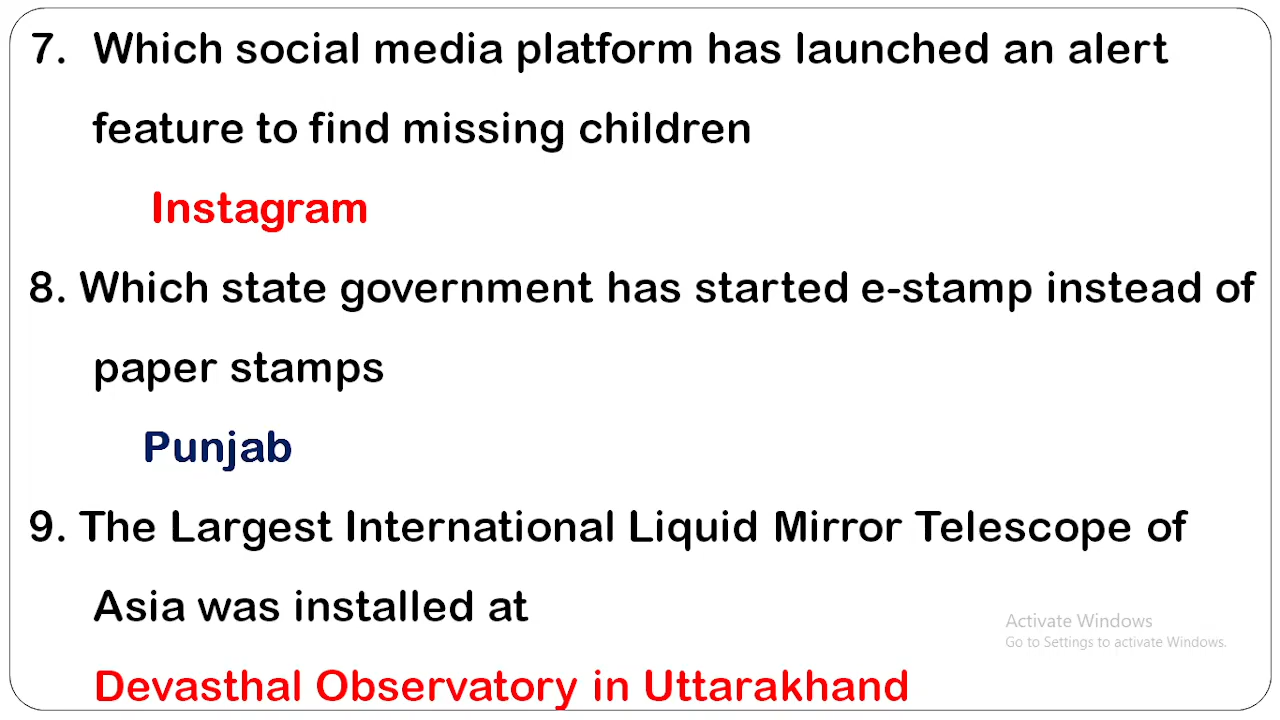 7. Which social media platform has launched an alert
feature to find missing children
Instagram
8. Which state government has started e-stamp instead of
paper stamps
Punjab
9. The Largest International Liquid Mirror Telescope of
Asia was installed at
Activate Windows
Go to Settings to activate Windows.
Devasthal Observatory in Uttarakhand